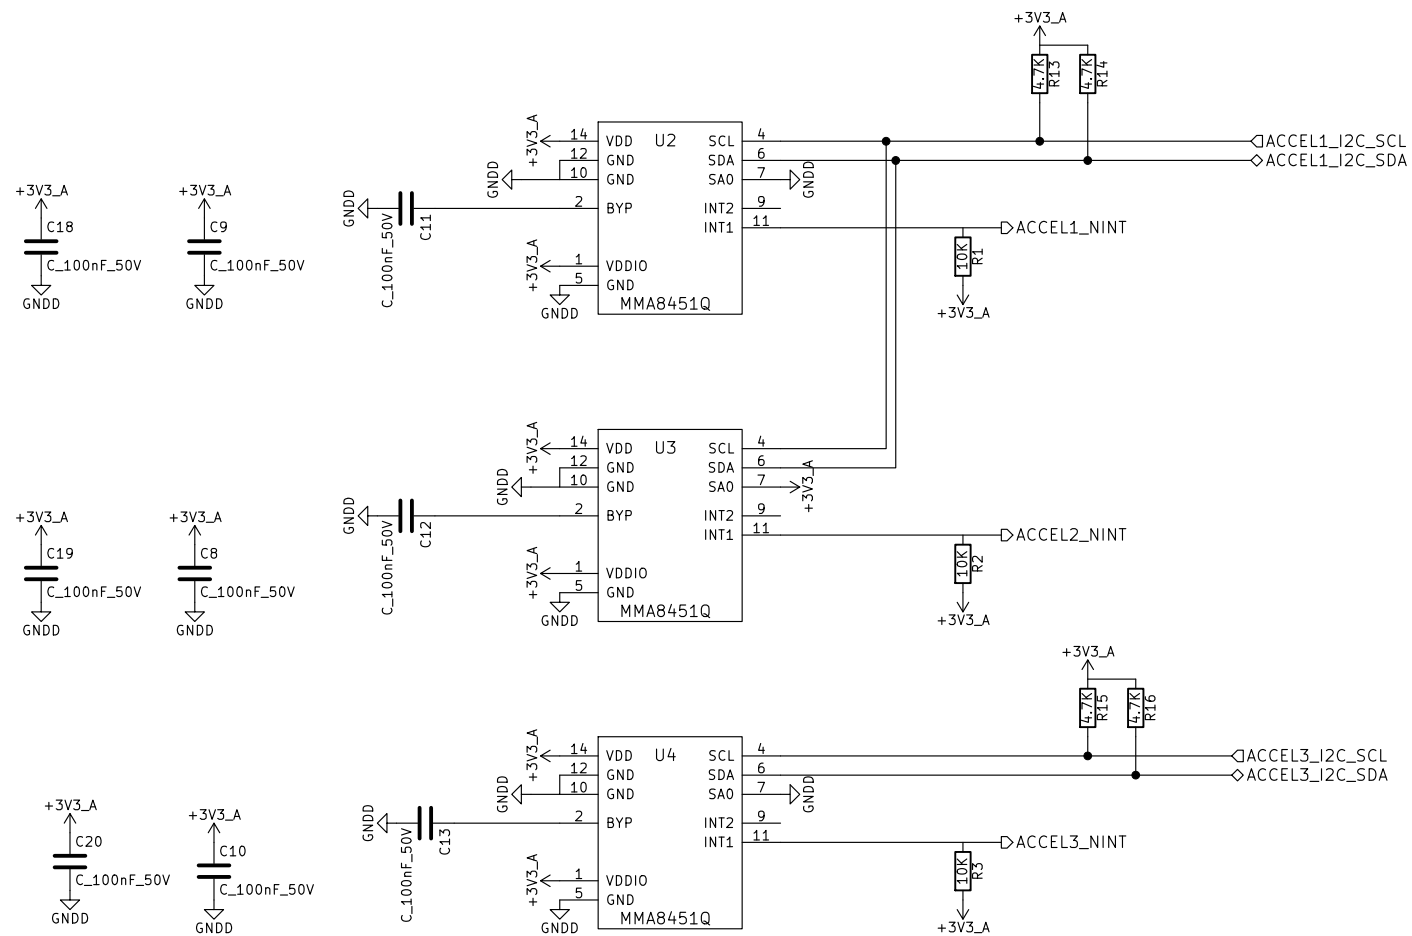 +3V3_A
4.7K
R13
4.7K
R14
+3V3_A
14
VDD
U2
SCL
4
ACCEL1_I2C_SCL
12
GND
SDA
6
ACCEL1_I2C_SDA
GNDD
10
GND
SA0
7
GNDD
GNDD
C11
C_100nF_50V
2
BYP
INT2
9
INT1
11
ACCEL1_NINT
10K
R1
+3V3_A
+3V3_A
1
VDDIO
5
GND
GNDD
MMA8451Q
+3V3_A
C18
C_100nF_50V
GNDD
+3V3_A
C9
C_100nF_50V
GNDD
+3V3_A
14
VDD
U3
SCL
4
12
GND
SDA
6
GNDD
10
GND
SA0
7
+3V3_A
GNDD
C12
C_100nF_50V
2
BYP
INT2
9
INT1
11
ACCEL2_NINT
10K
R2
+3V3_A
+3V3_A
1
VDDIO
5
GND
GNDD
MMA8451Q
+3V3_A
C19
C_100nF_50V
GNDD
+3V3_A
C8
C_100nF_50V
GNDD
+3V3_A
4.7K
R15
4.7K
R16
+3V3_A
14
VDD
U4
SCL
4
ACCEL3_I2C_SCL
12
GND
SDA
6
ACCEL3_I2C_SDA
GNDD
10
GND
SA0
7
GNDD
GNDD
C13
C_100nF_50V
2
BYP
INT2
9
INT1
11
ACCEL3_NINT
10K
R3
+3V3_A
+3V3_A
1
VDDIO
5
GND
GNDD
MMA8451Q
+3V3_A
C20
C_100nF_50V
GNDD
+3V3_A
C10
C_100nF_50V
GNDD